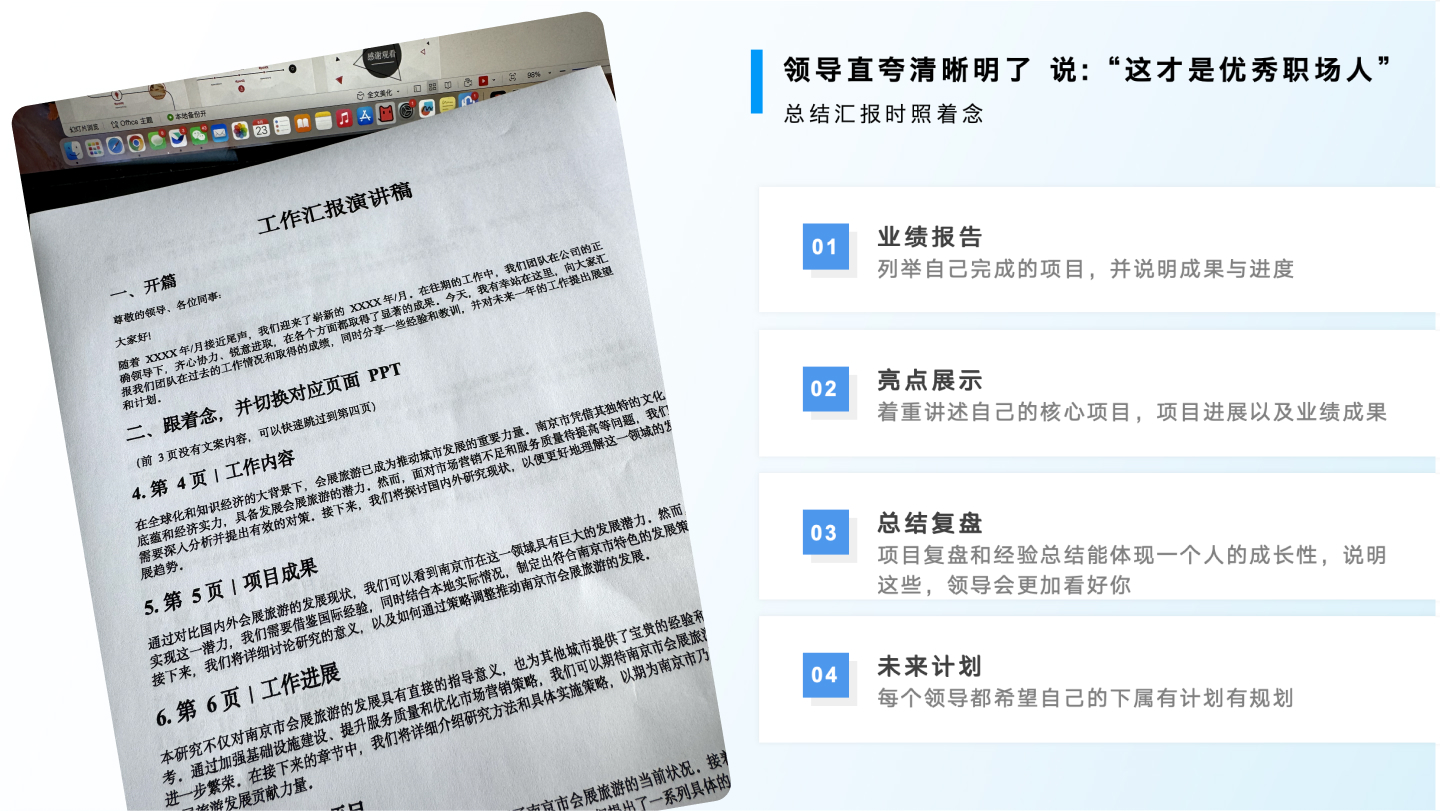 感谢观看
全文美化
98%
幻灯片浏览
Office 主题
本地备份开
23
工作汇报演讲稿
一、开篇
尊敬的领导、各位同事：
大家好！
随着 XXXX 年/月接近尾声，我们迎来了崭新的 XXXX 年/月。在往期的工作中，我们团队在公司的正
确领导下，齐心协力、锐意进取，在各个方面都取得了显著的成果。今天，我有幸站在这里，向大家汇
报我们团队在过去的工作情况和取得的成绩，同时分享一些经验和教训，并对未来一年的工作提出展望
和计划。
二、跟着念，并切换对应页面 PPT
(前 3 页没有文案内容，可以快速跳过到第四页)
4. 第 4 页 | 工作内容
在全球化和知识经济的大背景下，会展旅游已成为推动城市发展的重要力量。南京市凭借其独特的文化
底蕴和经济实力，具备发展会展旅游的潜力。然而，面对市场营销不足和服务质量待提高等问题，我们
需要深入分析并提出有效的对策。接下来，我们将探讨国内外研究现状，以便更好地理解这一领域的发
展趋势。
5. 第 5 页 | 项目成果
通过对比国内外会展旅游的发展现状，我们可以看到南京市在这一领域具有巨大的发展潜力。然而
实现这一潜力，我们需要借鉴国际经验，同时结合本地实际情况，制定出符合南京市特色的发展策
接下来，我们将详细讨论研究的意义，以及如何通过策略调整推动南京市会展旅游的发展。
6. 第 6 页 | 工作进展
本研究不仅对南京市会展旅游的发展具有直接的指导意义，也为其他城市提供了宝贵的经验和
考。通过加强基础设施建设、提升服务质量和优化市场营销策略，我们可以期待南京市会展旅游
进一步繁荣。在接下来的章节中，我们将详细介绍研究方法和具体实施策略，以期为南京市乃
旅游发展贡献力量。
南京市会展旅游的当前状况。接来
提出了一系列具体的
领导直夸清晰明了 说：“这才是优秀职场人”
总结汇报时照着念
01
业绩报告
列举自己完成的项目，并说明成果与进度
02
亮点展示
着重讲述自己的核心项目，项目进展以及业绩成果
03
总结复盘
项目复盘和经验总结能体现一个人的成长性，说明
这些，领导会更加看好你
04
未来计划
每个领导都希望自己的下属有计划有规划